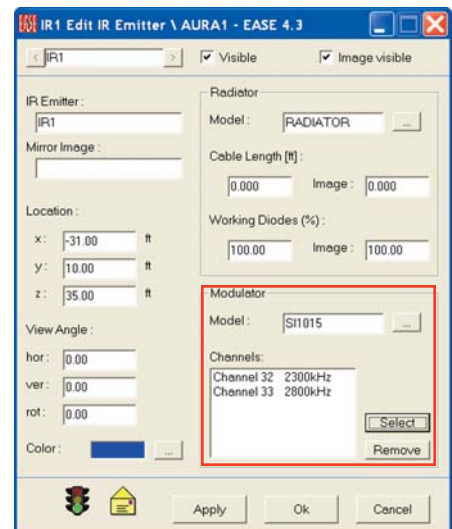 IR1 Edit IR Emitter \ AURA1 - EASE 4.3
< IR1 >
Visible
Image visible
IR Emitter :
IR1
Mirror Image :
Location :
x: -31.00 ft
y: 10.00 ft
z: 35.00 ft
View Angle :
hor: 0.00
ver: 0.00
rot: 0.00
Color : ...
Radiator
Model : RADIATOR ...
Cable Length [ft] :
0.000 Image : 0.000
Working Diodes (%) :
100.00 Image : 100.00
Modulator
Model : SI1015 ...
Channels:
Channel 32 2300kHz
Channel 33 2800kHz
Select
Remove
Apply Ok Cancel